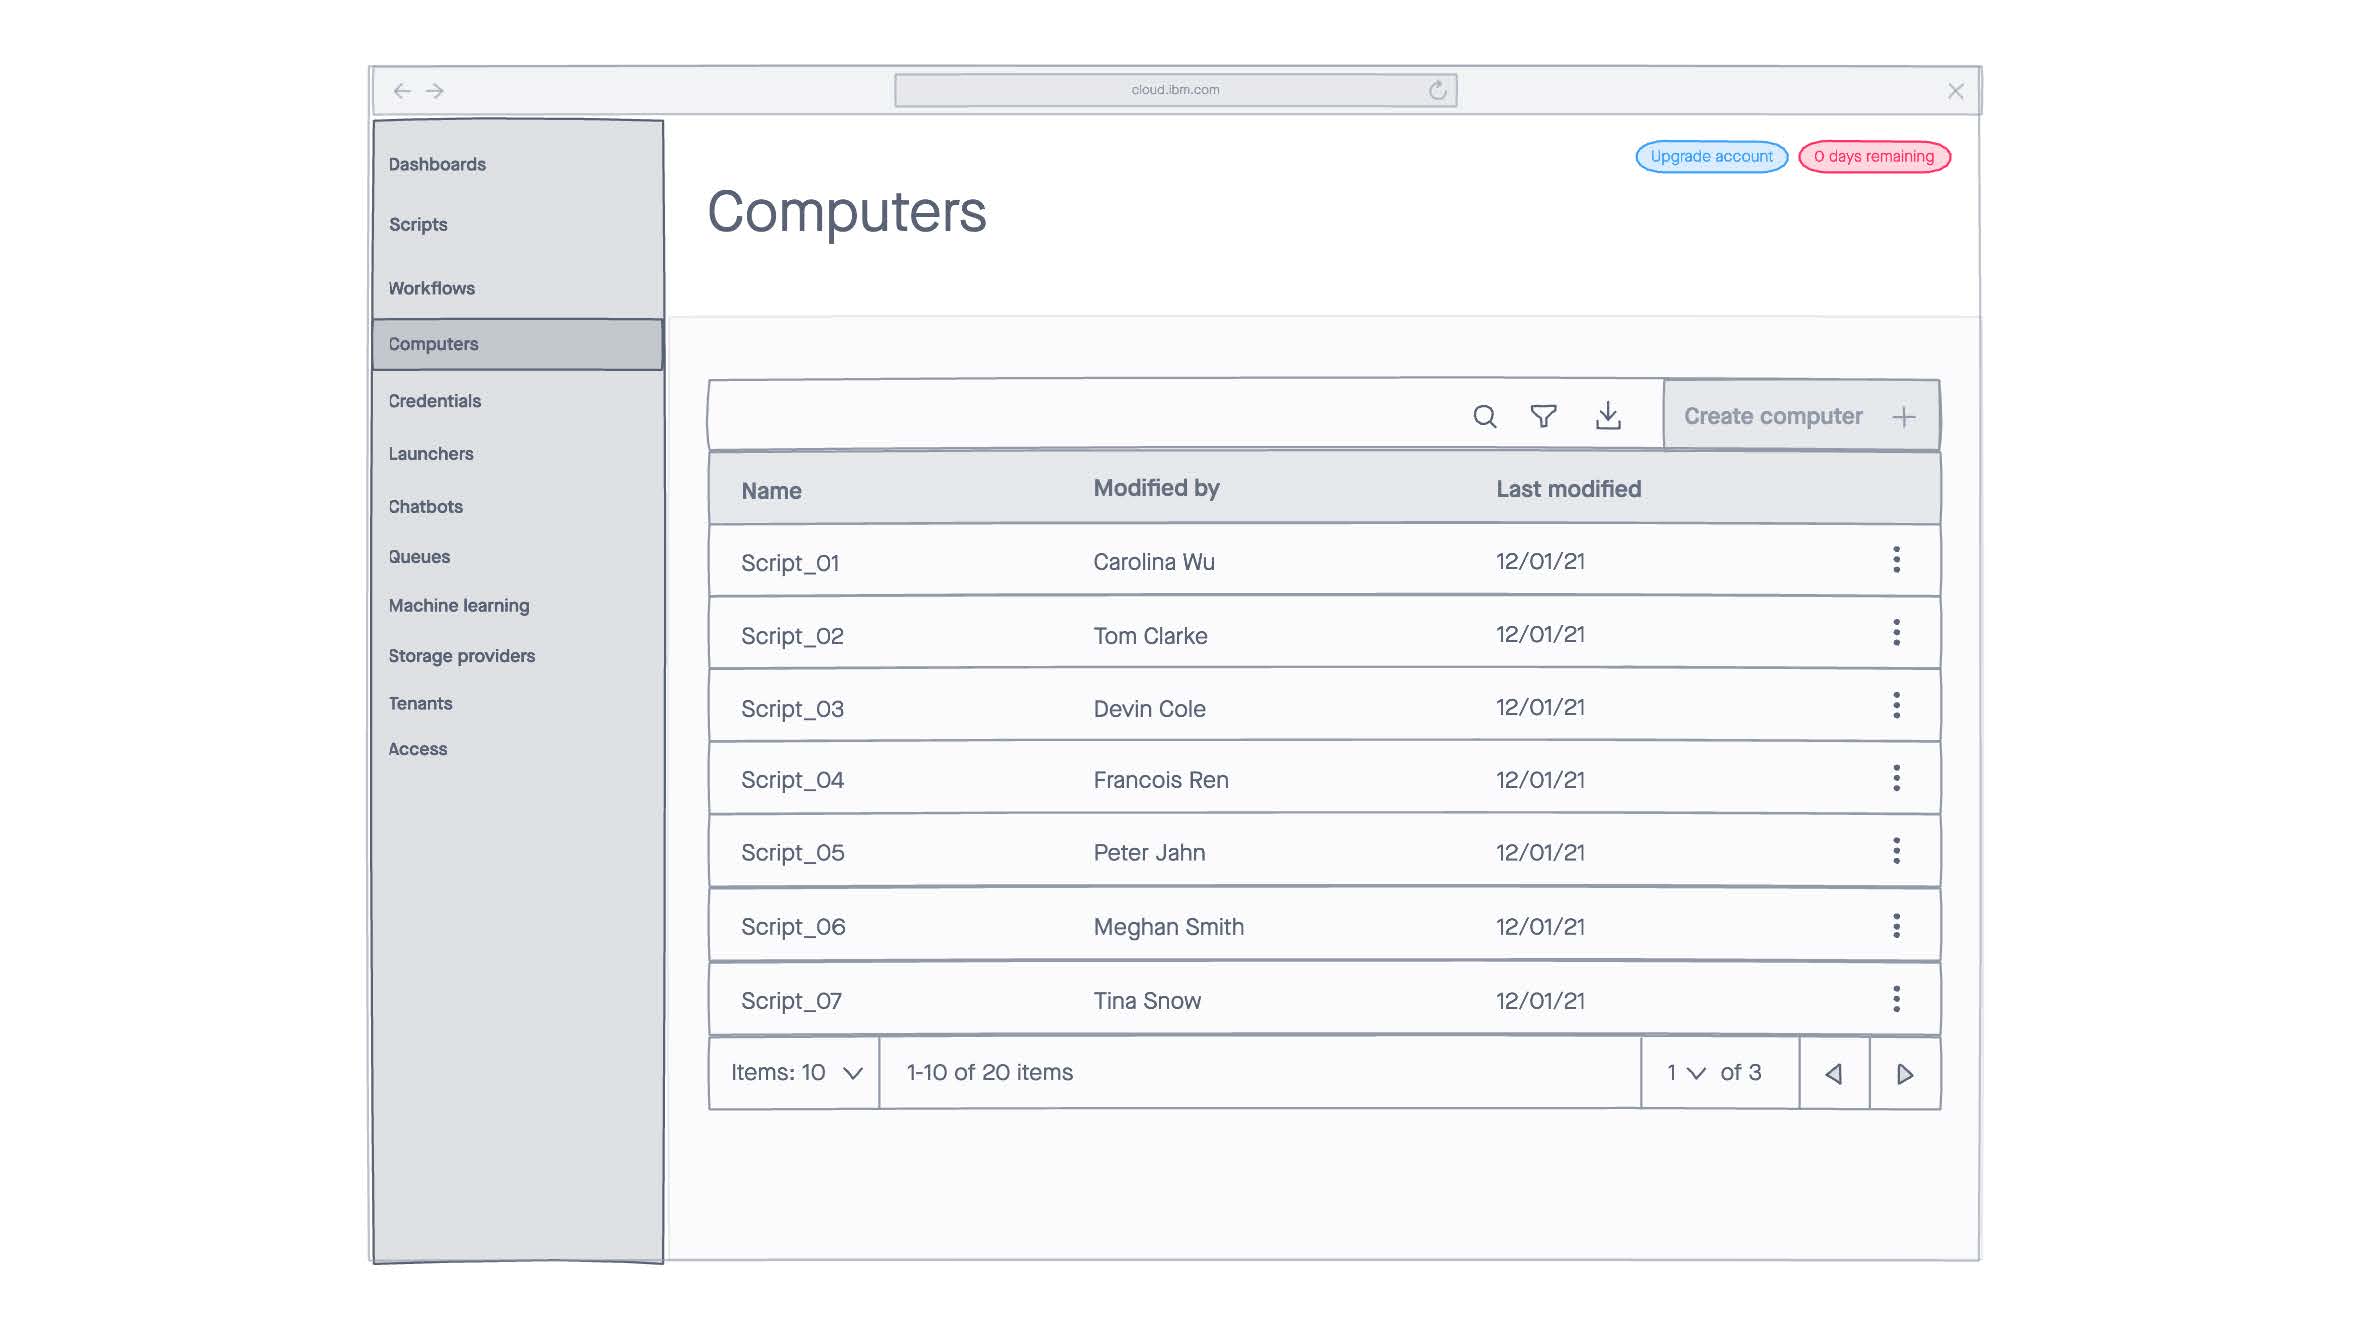 cloud.ibm.com
Upgrade account
0 days remaining
Dashboards
Scripts
Workflows
Computers
Credentials
Launchers
Chatbots
Queues
Machine learning
Storage providers
Tenants
Access
Computers
Create computer
Name Modified by Last modified
Script_01 Carolina Wu 12/01/21
Script_02 Tom Clarke 12/01/21
Script_03 Devin Cole 12/01/21
Script_04 Francois Ren 12/01/21
Script_05 Peter Jahn 12/01/21
Script_06 Meghan Smith 12/01/21
Script_07 Tina Snow 12/01/21
Items: 10 1-10 of 20 items 1 of 3